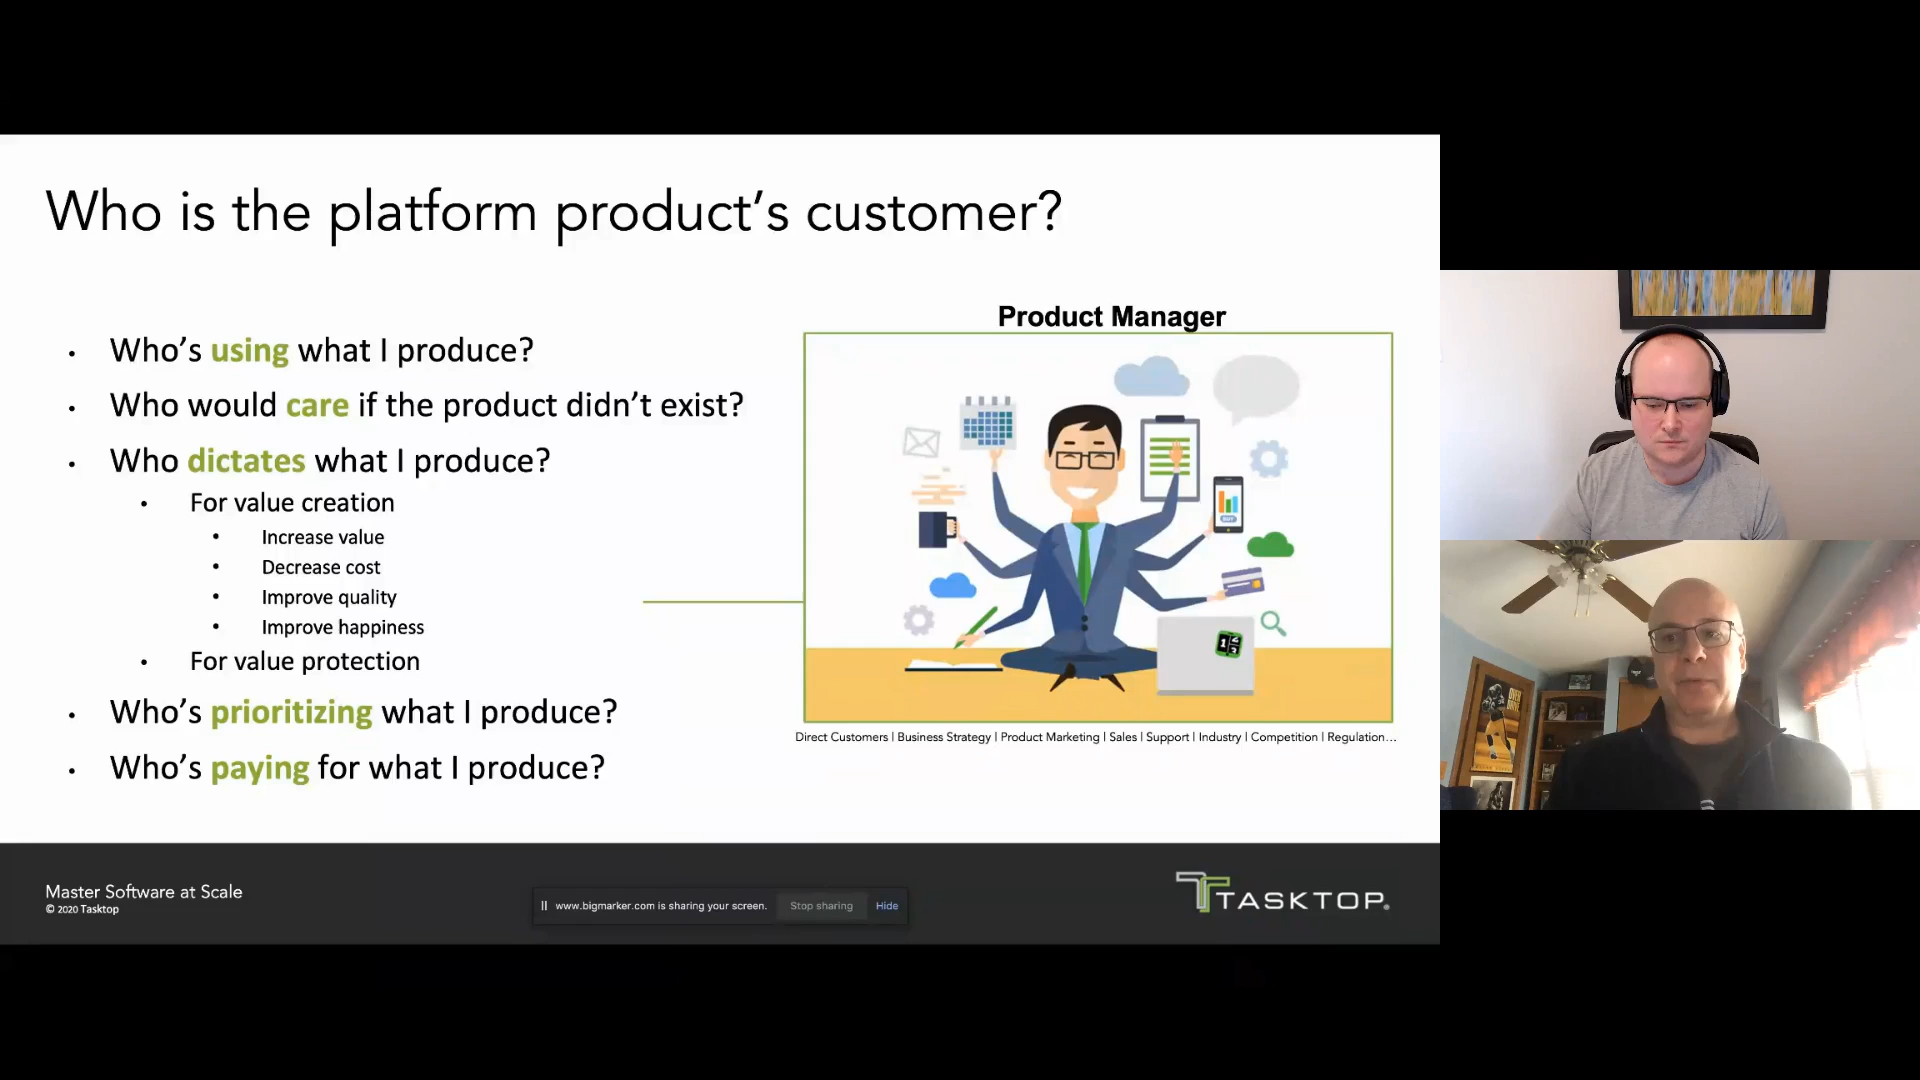 Who is the platform product's customer?
• Who's using what I produce?
• Who would care if the product didn't exist?
• Who dictates what I produce?
• For value creation
• Increase value
• Decrease cost
• Improve quality
• Improve happiness
• For value protection
• Who's prioritizing what I produce?
• Who's paying for what I produce?
Product Manager
BUY
Direct Customers | Business Strategy | Product Marketing | Sales | Support | Industry | Competition | Regulation...
Master Software at Scale
© 2020 Tasktop
www.bigmarker.com is sharing your screen. Stop sharing Hide
TASKTOP